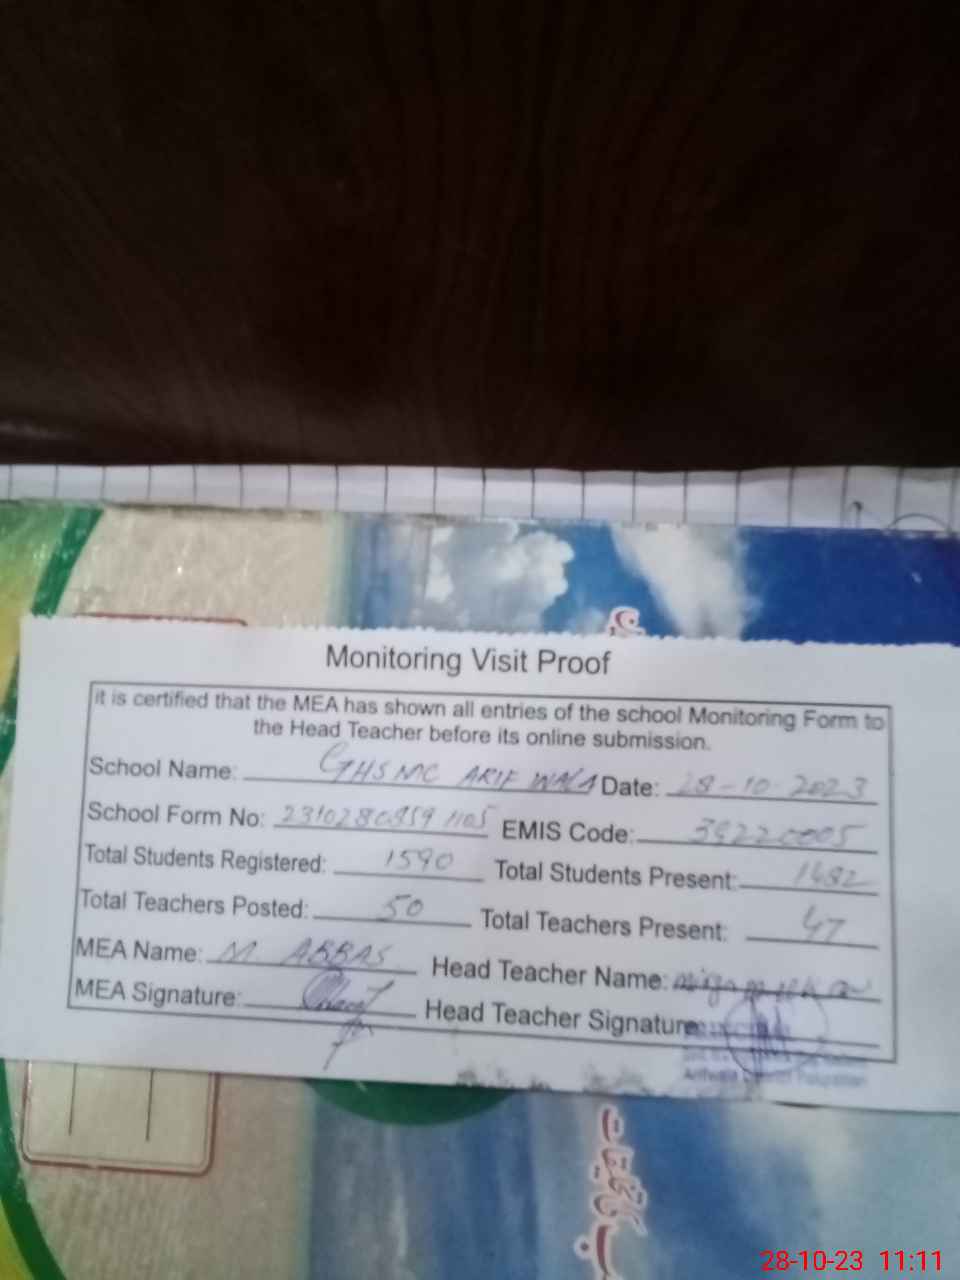 Monitoring Visit Proof
it is certified that the MEA has shown all entries of the school Monitoring Form to
the Head Teacher before its online submission.
School Name: GHS MC ARIF WALA Date: 28-10-2023
School Form No: EMIS Code:
Total Students Registered: 1590 Total Students Present: 1482
Total Teachers Posted: 50 Total Teachers Present: 47
MEA Name: M. ABBAS Head Teacher Name:
MEA Signature: Head Teacher Signature
28-10-23 11:11